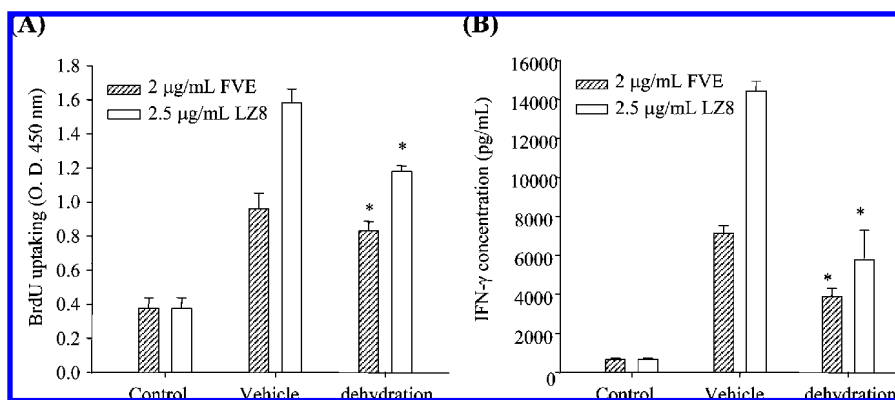 (A)
BrdU uptaking (O. D. 450 nm)
1.8
1.6
1.4
1.2
1.0
0.8
0.6
0.4
0.2
0.0
2 μg/mL FVE
2.5 μg/mL LZ8
*
*
Control
Vehicle
dehydration
(B)
IFN-γ concentration (pg/mL)
16000
14000
12000
10000
8000
6000
4000
2000
0
2 μg/mL FVE
2.5 μg/mL LZ8
*
*
Control
Vehicle
dehydration